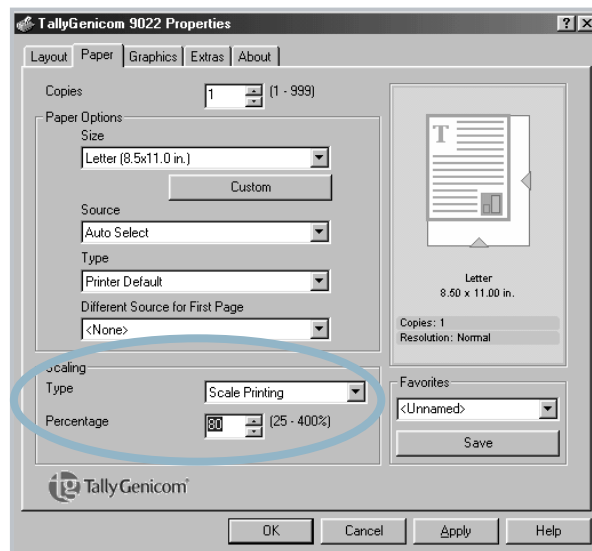 TallyGenicom 9022 Properties
Layout Paper Graphics Extras About
Copies 1 (1 - 999)
Paper Options
Size
Letter (8.5x11.0 in.)
Custom
Source
Auto Select
Type
Printer Default
Different Source for First Page
<None>
T
Letter
8.50 x 11.00 in.
Copies: 1
Resolution: Normal
Scaling
Type Scale Printing
Percentage 80 (25 - 400%)
Favorites
<Unnamed>
Save
TallyGenicom
OK Cancel Apply Help